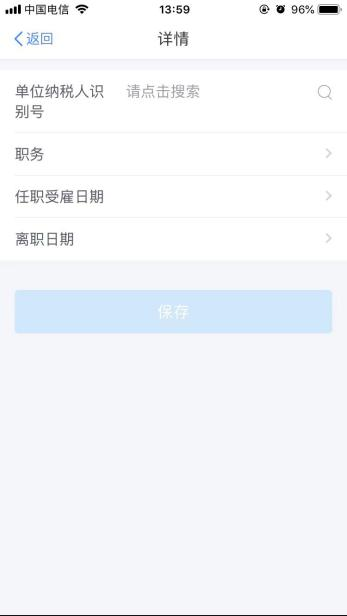 中国电信 13:59 96%
返回 详情
单位纳税人识 请点击搜索
别号
职务
任职受雇日期
离职日期
保存